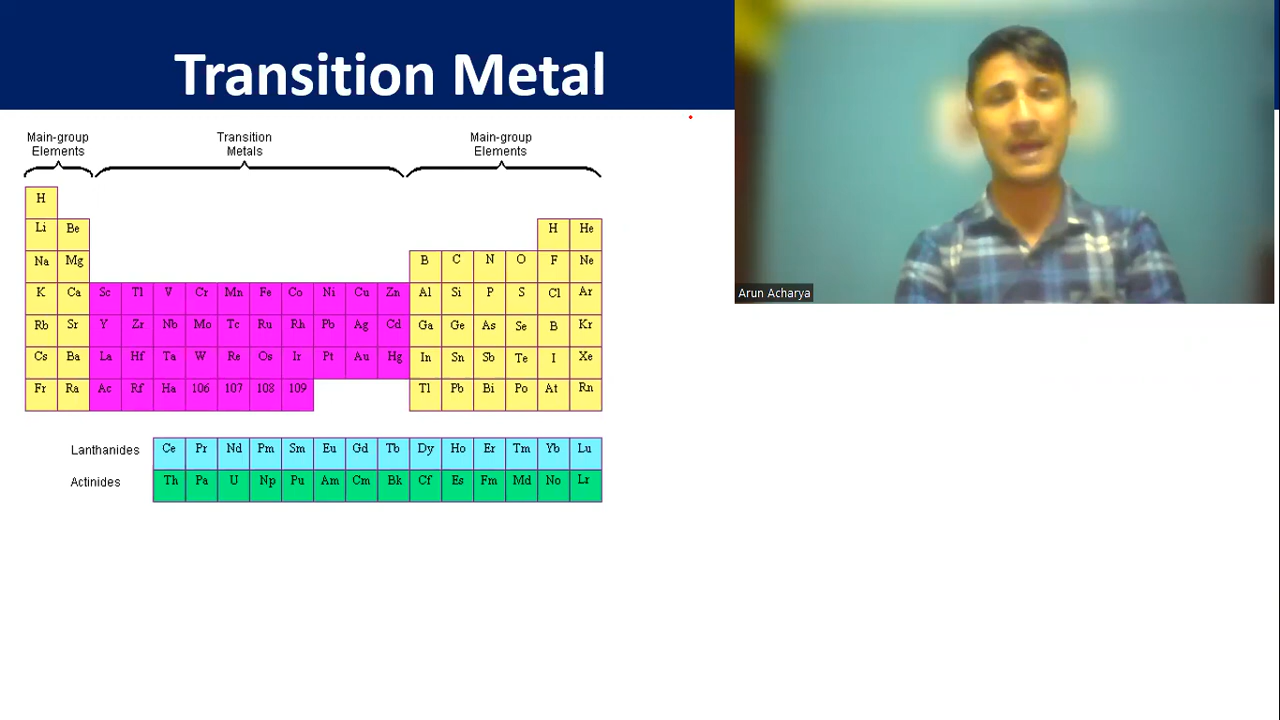 Transition Metal
Main-group
Elements
Transition
Metals
Main-group
Elements
H
Li Be H He
Na Mg B C N O F Ne
K Ca Sc Tl V Cr Mn Fe Co Ni Cu Zn Al Si P S Cl Ar
Rb Sr Y Zr Nb Mo Tc Ru Rh Pb Ag Cd Ga Ge As Se B Kr
Cs Ba La Hf Ta W Re Os Ir Pt Au Hg In Sn Sb Te I Xe
Fr Ra Ac Rf Ha 106 107 108 109 Tl Pb Bi Po At Rn
Lanthanides Ce Pr Nd Pm Sm Eu Gd Tb Dy Ho Er Tm Yb Lu
Actinides Th Pa U Np Pu Am Cm Bk Cf Es Fm Md No Lr
Arun Acharya